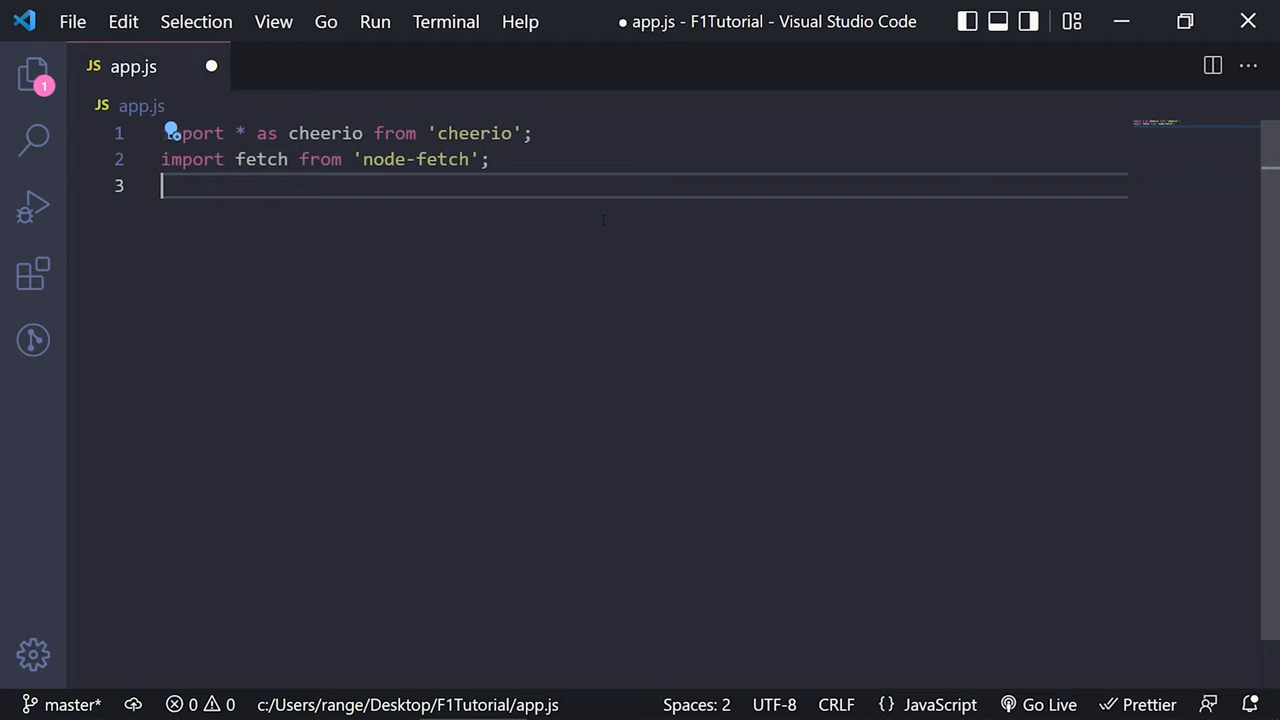 File Edit Selection View Go Run Terminal Help ● app.js - F1Tutorial - Visual Studio Code
JS app.js
JS app.js
1 import * as cheerio from 'cheerio';
2 import fetch from 'node-fetch';
3
1
master* 0 0 c:/Users/range/Desktop/F1Tutorial/app.js Spaces: 2 UTF-8 CRLF {} JavaScript Go Live Prettier